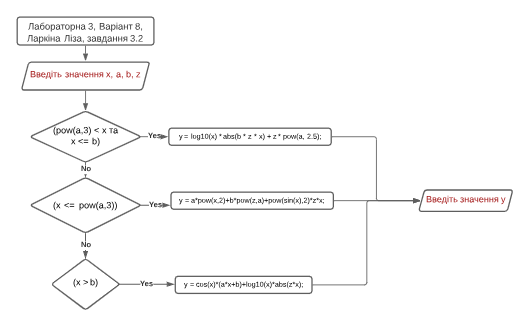 Лабораторна 3, Варіант 8,
Ларкіна Ліза, завдання 3.2
Введіть значення x, a, b, z
(pow(a,3) < x та
x <= b)
Yes
y = log10(x) * abs(b * z * x) + z * pow(a, 2.5);
No
(x <= pow(a,3))
Yes
y = a*pow(x,2)+b*pow(z,a)+pow(sin(x),2)*z*x;
Введіть значення y
No
(x > b)
Yes
y = cos(x)*(a*x+b)+log10(x)*abs(z*x);